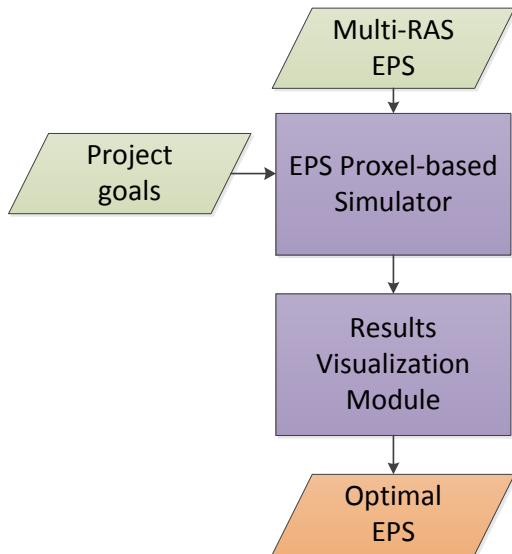 Multi-RAS
EPS
Project
goals
EPS Proxel-based
Simulator
Results
Visualization
Module
Optimal
EPS